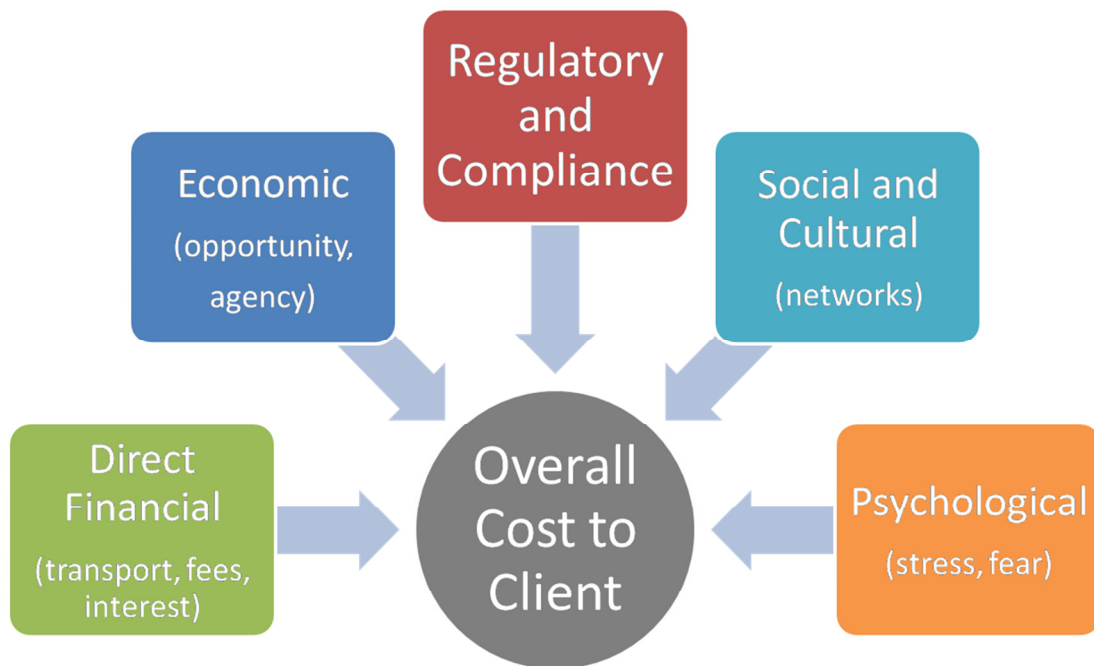 Regulatory
and
Compliance
Economic
(opportunity,
agency)
Social and
Cultural
(networks)
Direct
Financial
(transport, fees,
interest)
Overall
Cost to
Client
Psychological
(stress, fear)